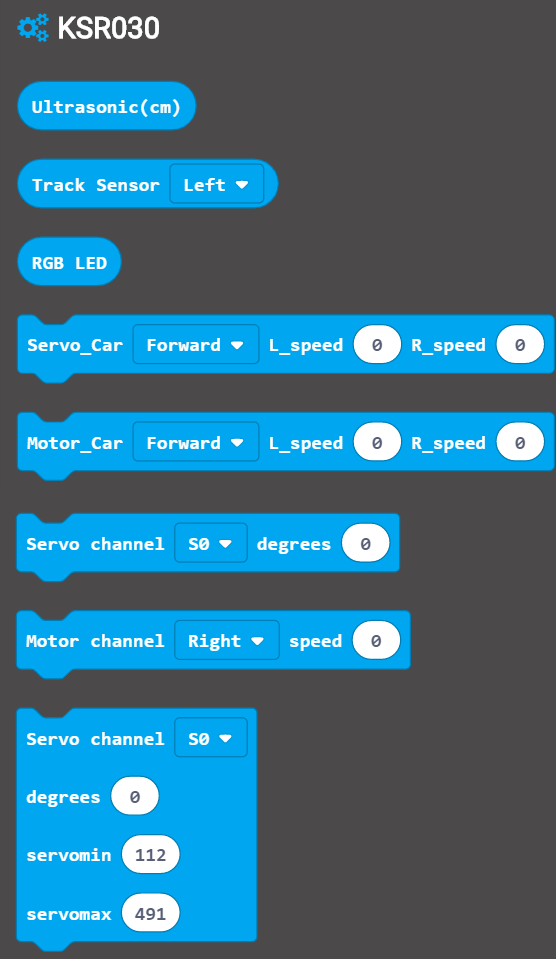 KSR030
Ultrasonic(cm)
Track Sensor Left
RGB LED
Servo_Car Forward L_speed 0 R_speed 0
Motor_Car Forward L_speed 0 R_speed 0
Servo channel S0 degrees 0
Motor channel Right speed 0
Servo channel S0
degrees 0
servomin 112
servomax 491